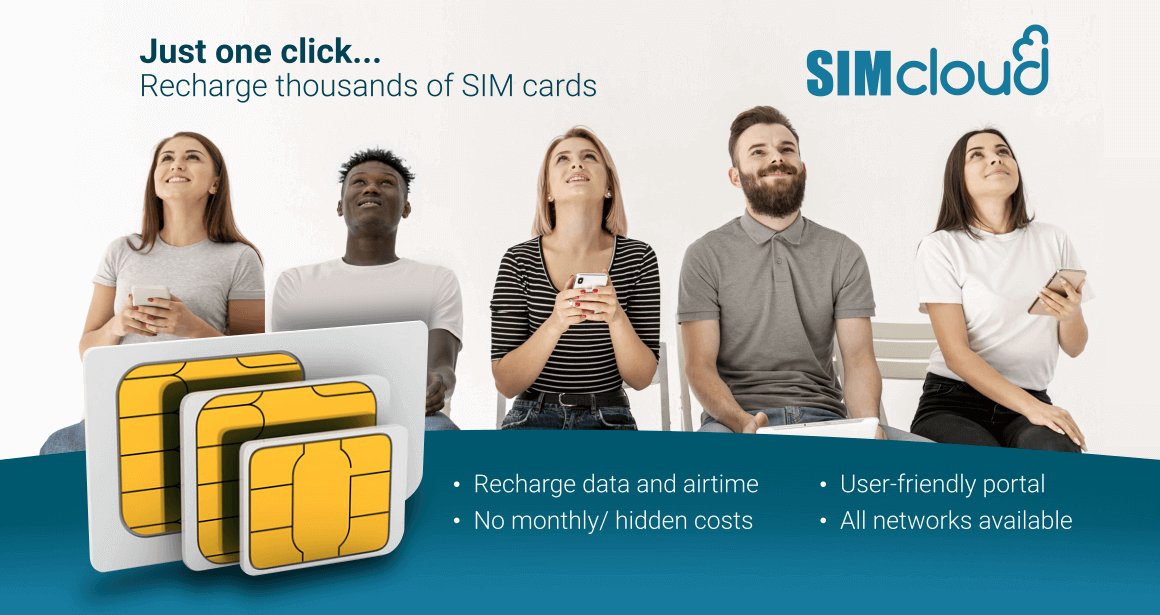 Just one click...
Recharge thousands of SIM cards
SIMcloud
• Recharge data and airtime
• No monthly/ hidden costs
• User-friendly portal
• All networks available